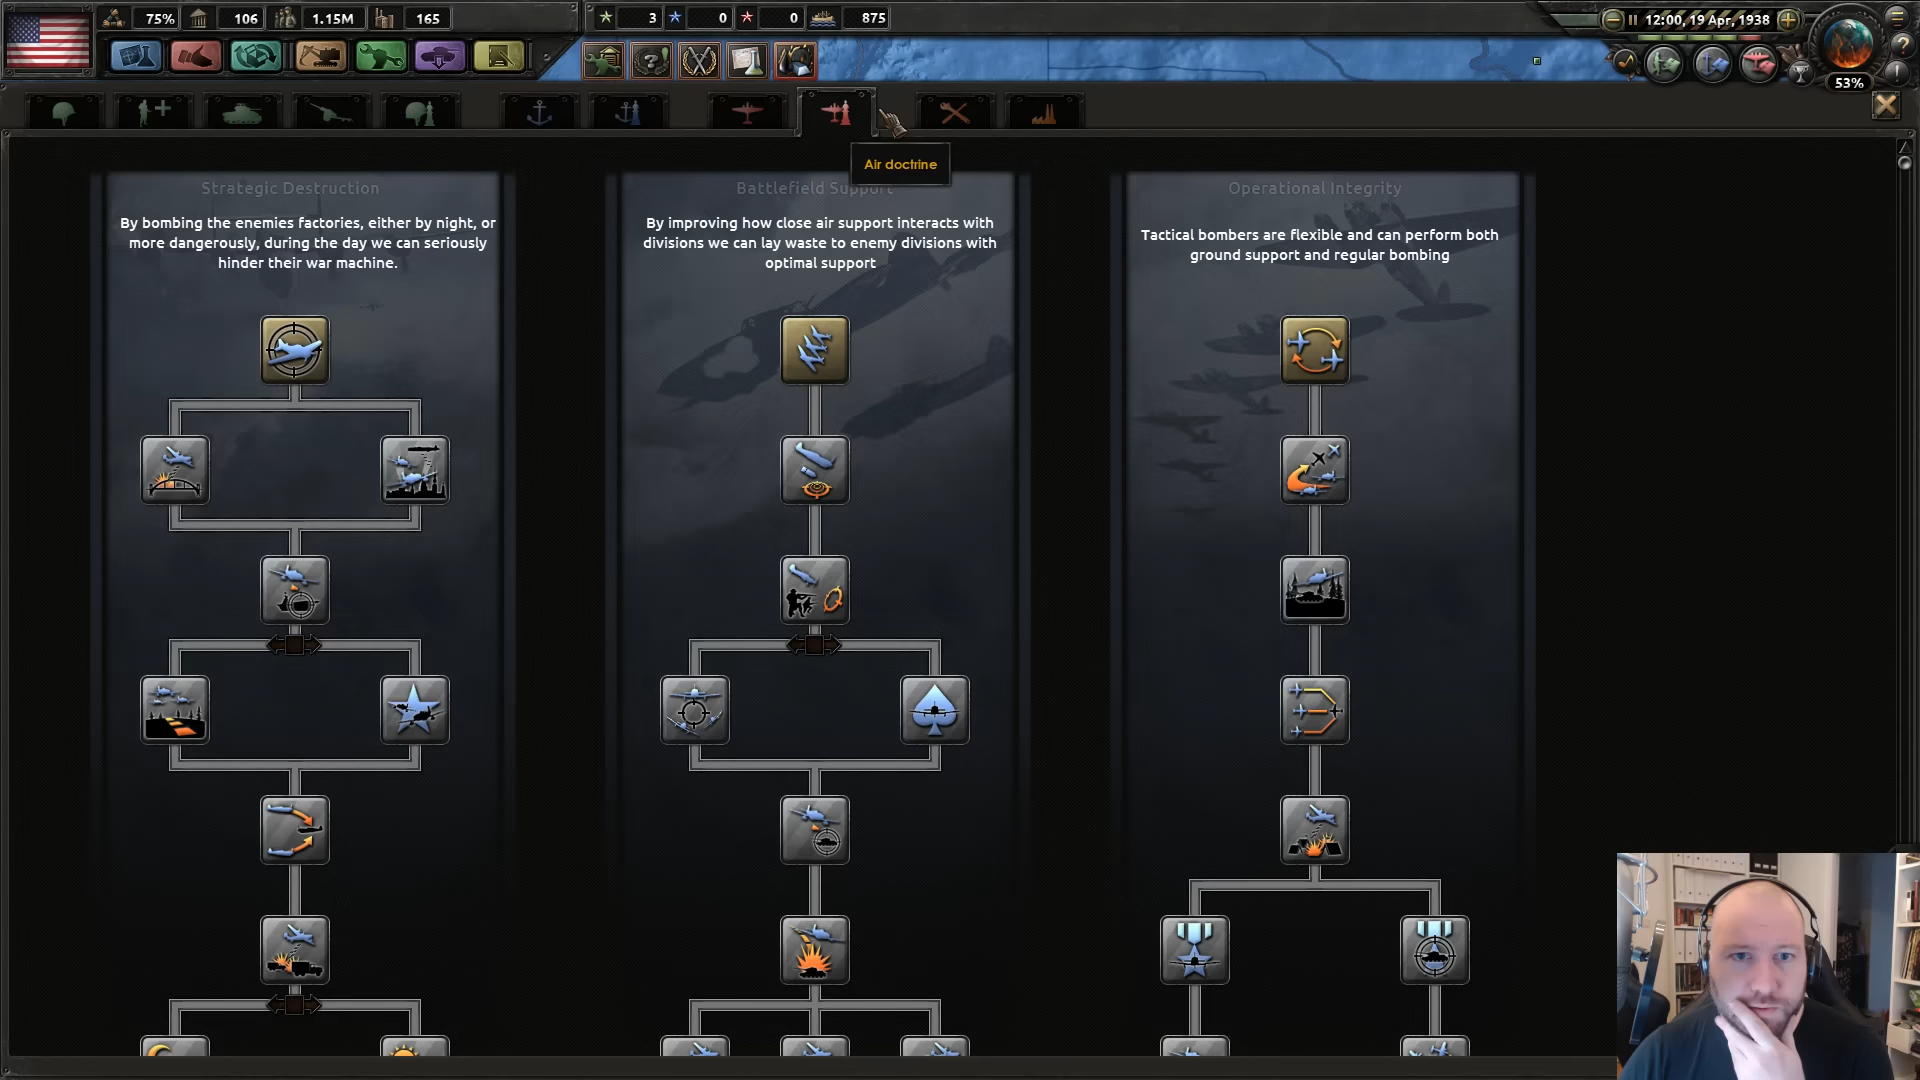 75%
106
1.15M
165
3
0
0
875
12:00, 19 Apr, 1938
53%
Air doctrine
Strategic Destruction
By bombing the enemies factories, either by night, or
more dangerously, during the day we can seriously
hinder their war machine.
Battlefield Support
By improving how close air support interacts with
divisions we can lay waste to enemy divisions with
optimal support
Operational Integrity
Tactical bombers are flexible and can perform both
ground support and regular bombing